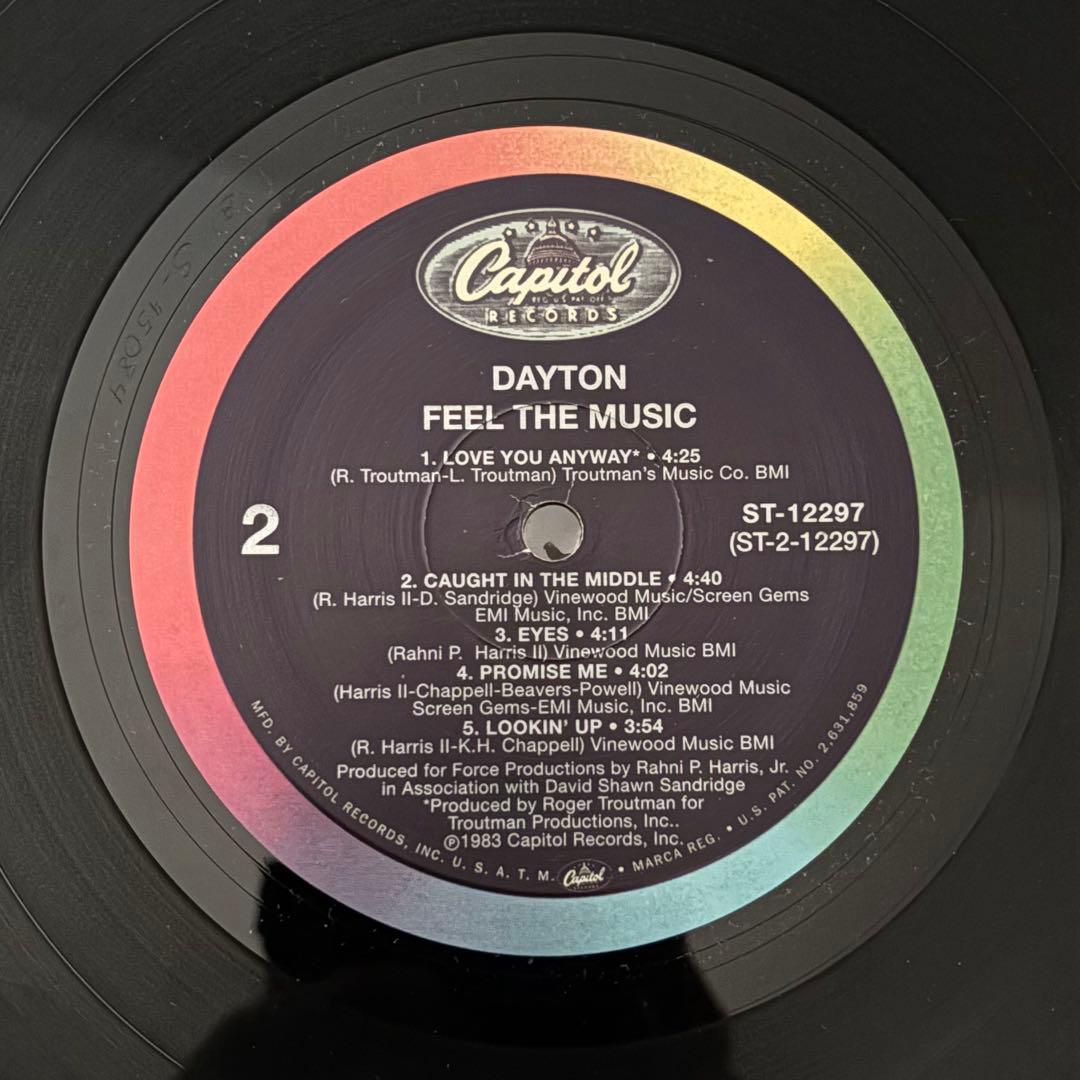 Capitol
REG. U.S. PAT. OFF.
RECORDS
DAYTON
FEEL THE MUSIC
1. LOVE YOU ANYWAY* • 4:25
(R. Troutman-L. Troutman) Troutman's Music Co. BMI
2
ST-12297
(ST-2-12297)
2. CAUGHT IN THE MIDDLE • 4:40
(R. Harris II-D. Sandridge) Vinewood Music/Screen Gems
EMI Music, Inc. BMI
3. EYES • 4:11
(Rahni P. Harris II) Vinewood Music BMI
4. PROMISE ME • 4:02
(Harris II-Chappell-Beavers-Powell) Vinewood Music
Screen Gems-EMI Music, Inc. BMI
5. LOOKIN' UP • 3:54
(R. Harris II-K.H. Chappell) Vinewood Music BMI
Produced for Force Productions by Rahni P. Harris, Jr.
in Association with David Shawn Sandridge
*Produced by Roger Troutman for
Troutman Productions, Inc..
℗1983 Capitol Records, Inc.
MFD. BY CAPITOL RECORDS, INC. U. S. A. T. M. Capitol • MARCA REG. • U.S. PAT. NO. 2,631,859